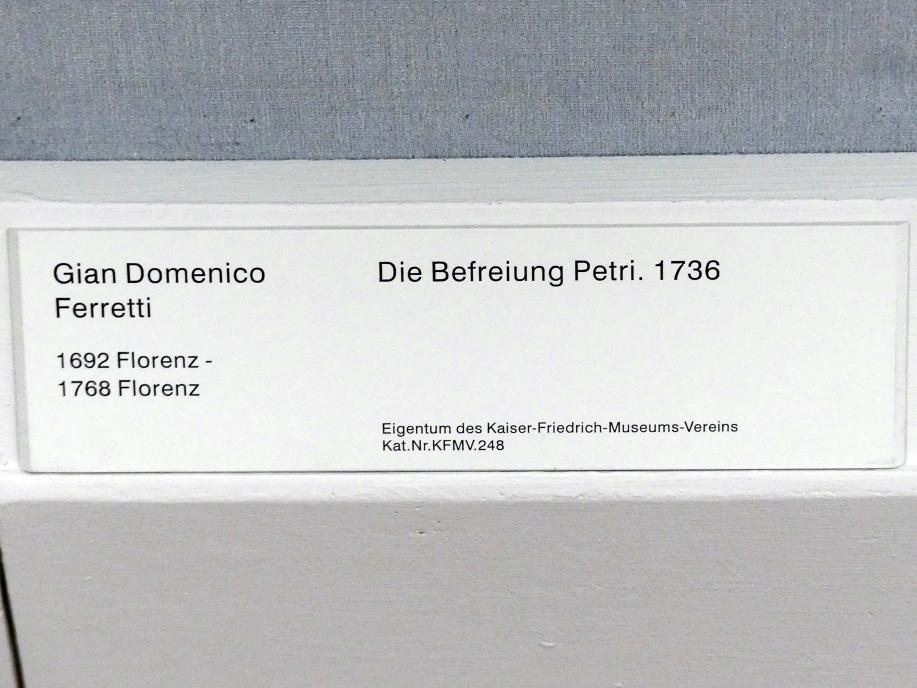 Gian Domenico
Ferretti
1692 Florenz -
1768 Florenz
Die Befreiung Petri. 1736
Eigentum des Kaiser-Friedrich-Museums-Vereins
Kat.Nr.KFMV.248